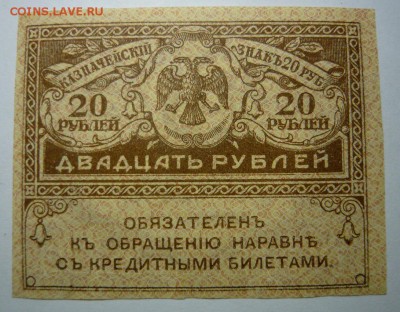 COINS.LAVE.RU
КАЗНАЧЕЙСКІЙ ЗНАКЪ 20 РУБ.
20 РУБЛЕЙ 20 РУБЛЕЙ
ДВАДЦАТЬ РУБЛЕЙ
ОБЯЗАТЕЛЕНЪ
КЪ ОБРАЩЕНІЮ НАРАВНѢ
СЪ КРЕДИТНЫМИ БИЛЕТАМИ.